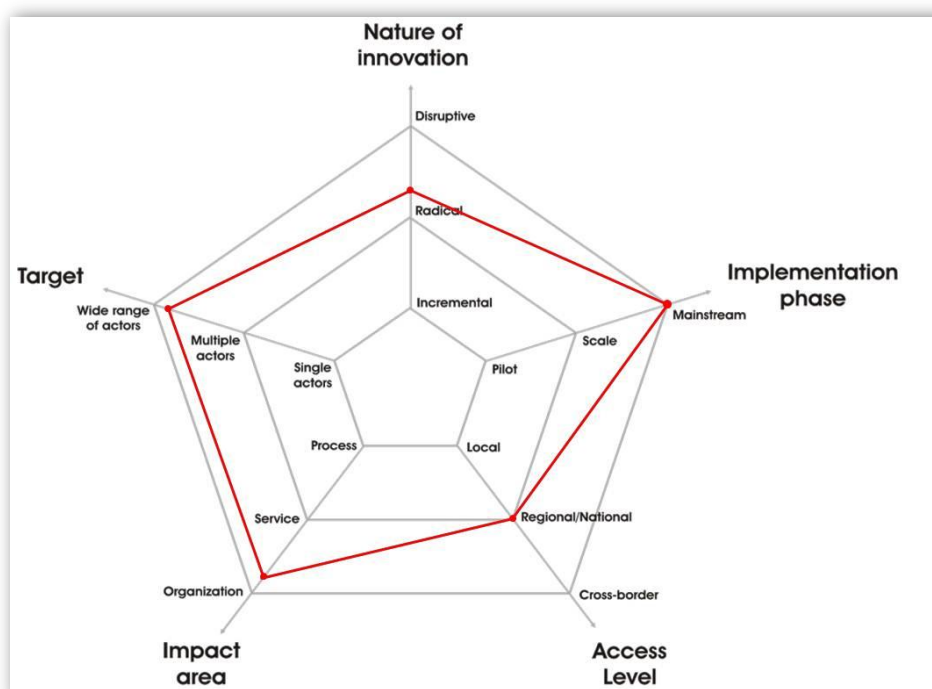 Nature of
innovation
Disruptive
Radical
Incremental
Target
Wide range
of actors
Multiple
actors
Single
actors
Implementation
phase
Mainstream
Scale
Pilot
Process
Local
Service
Regional/National
Organization
Cross-border
Impact
area
Access
Level